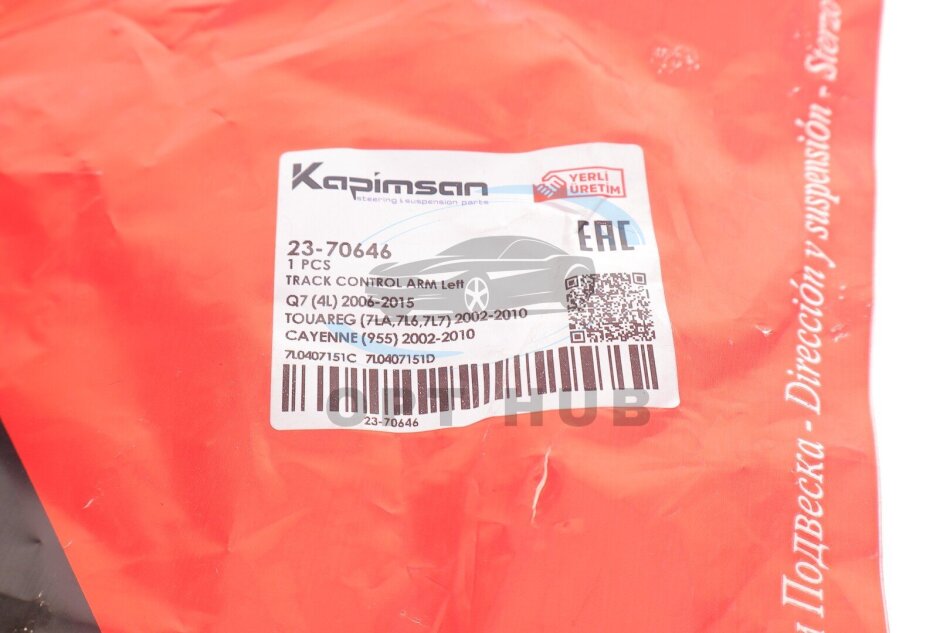 Kapimsan
steering & suspension parts
YERLİ
ÜRETİM
EAC
23-70646
1 PCS
TRACK CONTROL ARM Left
Q7 (4L) 2006-2015
TOUAREG (7LA,7L6,7L7) 2002-2010
CAYENNE (955) 2002-2010
7L0407151C 7L0407151D
23-70646
OPT HUB
и Подвеска - Dirección y suspensión - Sterzo